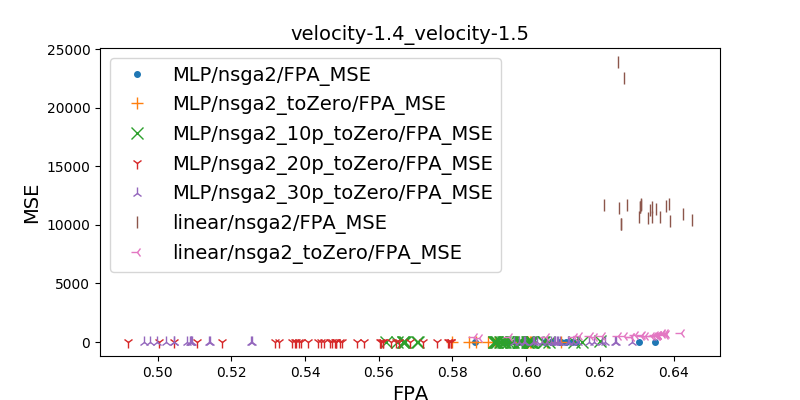 velocity-1.4_velocity-1.5
25000
20000
15000
10000
5000
0
MSE
MLP/nsga2/FPA_MSE
MLP/nsga2_toZero/FPA_MSE
MLP/nsga2_10p_toZero/FPA_MSE
MLP/nsga2_20p_toZero/FPA_MSE
MLP/nsga2_30p_toZero/FPA_MSE
linear/nsga2/FPA_MSE
linear/nsga2_toZero/FPA_MSE
0.50 0.52 0.54 0.56 0.58 0.60 0.62 0.64
FPA